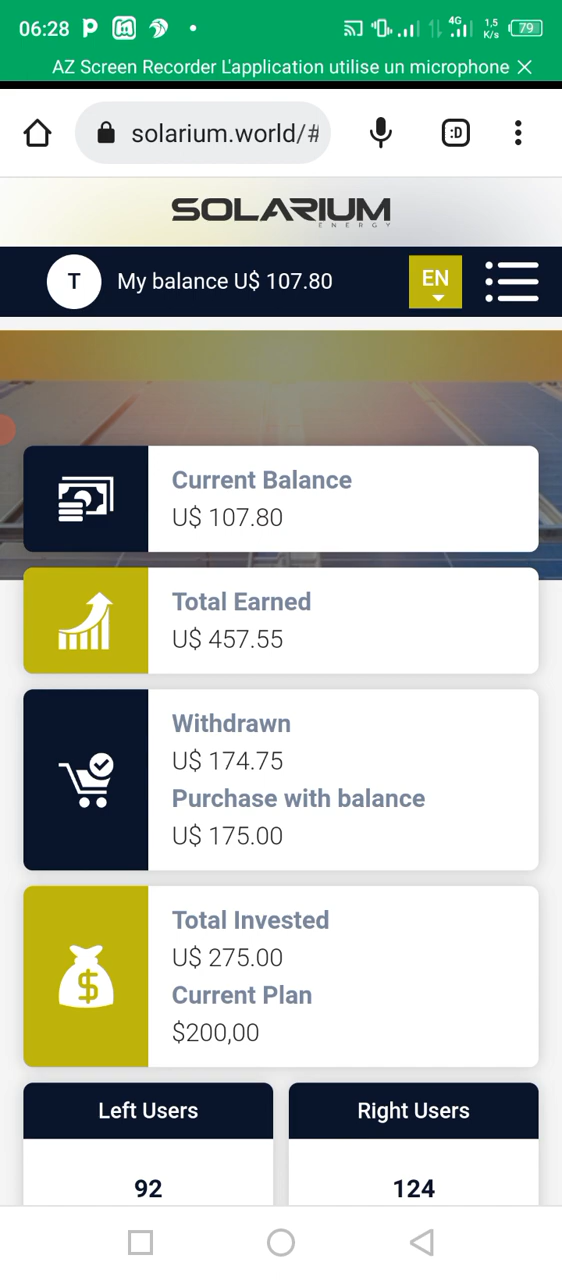 06:28
4G 1,5 K/s 79
AZ Screen Recorder L'application utilise un microphone
solarium.world/#
:D
SOLARIUM
ENERGY
T My balance U$ 107.80 EN
Current Balance
U$ 107.80
Total Earned
U$ 457.55
Withdrawn
U$ 174.75
Purchase with balance
U$ 175.00
Total Invested
U$ 275.00
Current Plan
$200,00
Left Users Right Users
92 124